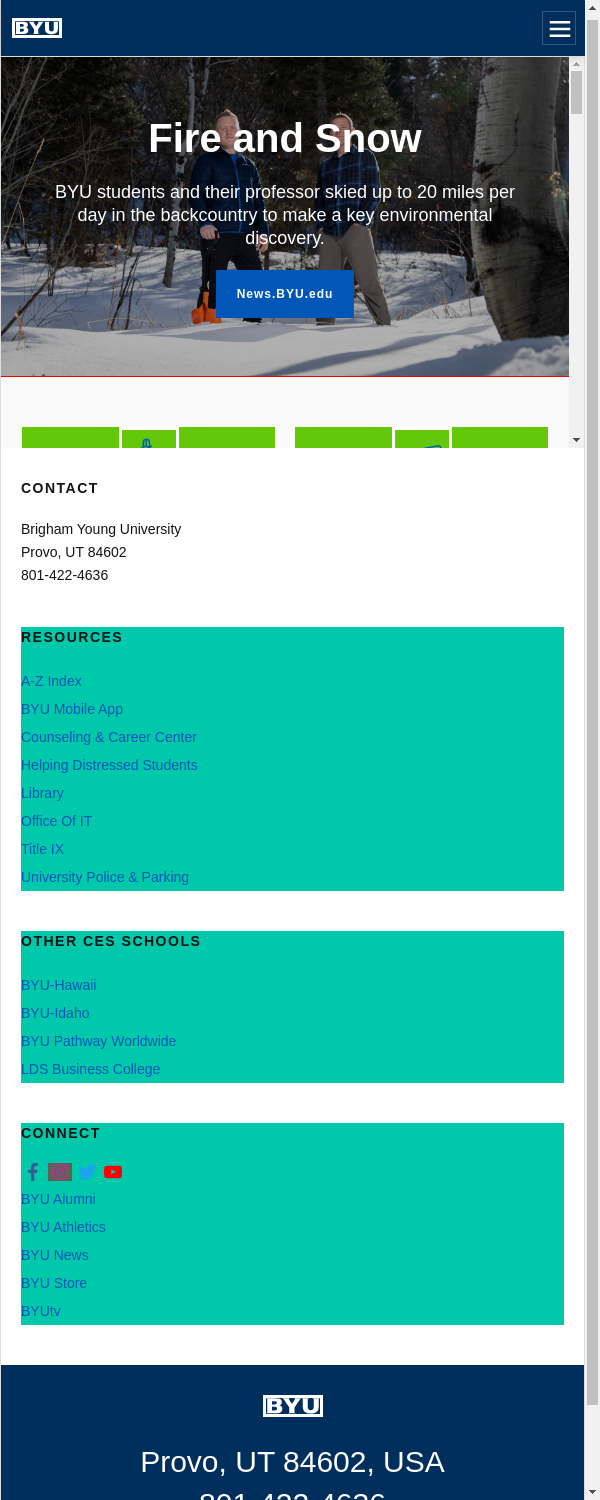 BYU
Fire and Snow
BYU students and their professor skied up to 20 miles per
day in the backcountry to make a key environmental
discovery.
News.BYU.edu
CONTACT
Brigham Young University
Provo, UT 84602
801-422-4636
RESOURCES
A-Z Index
BYU Mobile App
Counseling & Career Center
Helping Distressed Students
Library
Office Of IT
Title IX
University Police & Parking
OTHER CES SCHOOLS
BYU-Hawaii
BYU-Idaho
BYU Pathway Worldwide
LDS Business College
CONNECT
BYU Alumni
BYU Athletics
BYU News
BYU Store
BYUtv
BYU
Provo, UT 84602, USA
801-422-4636